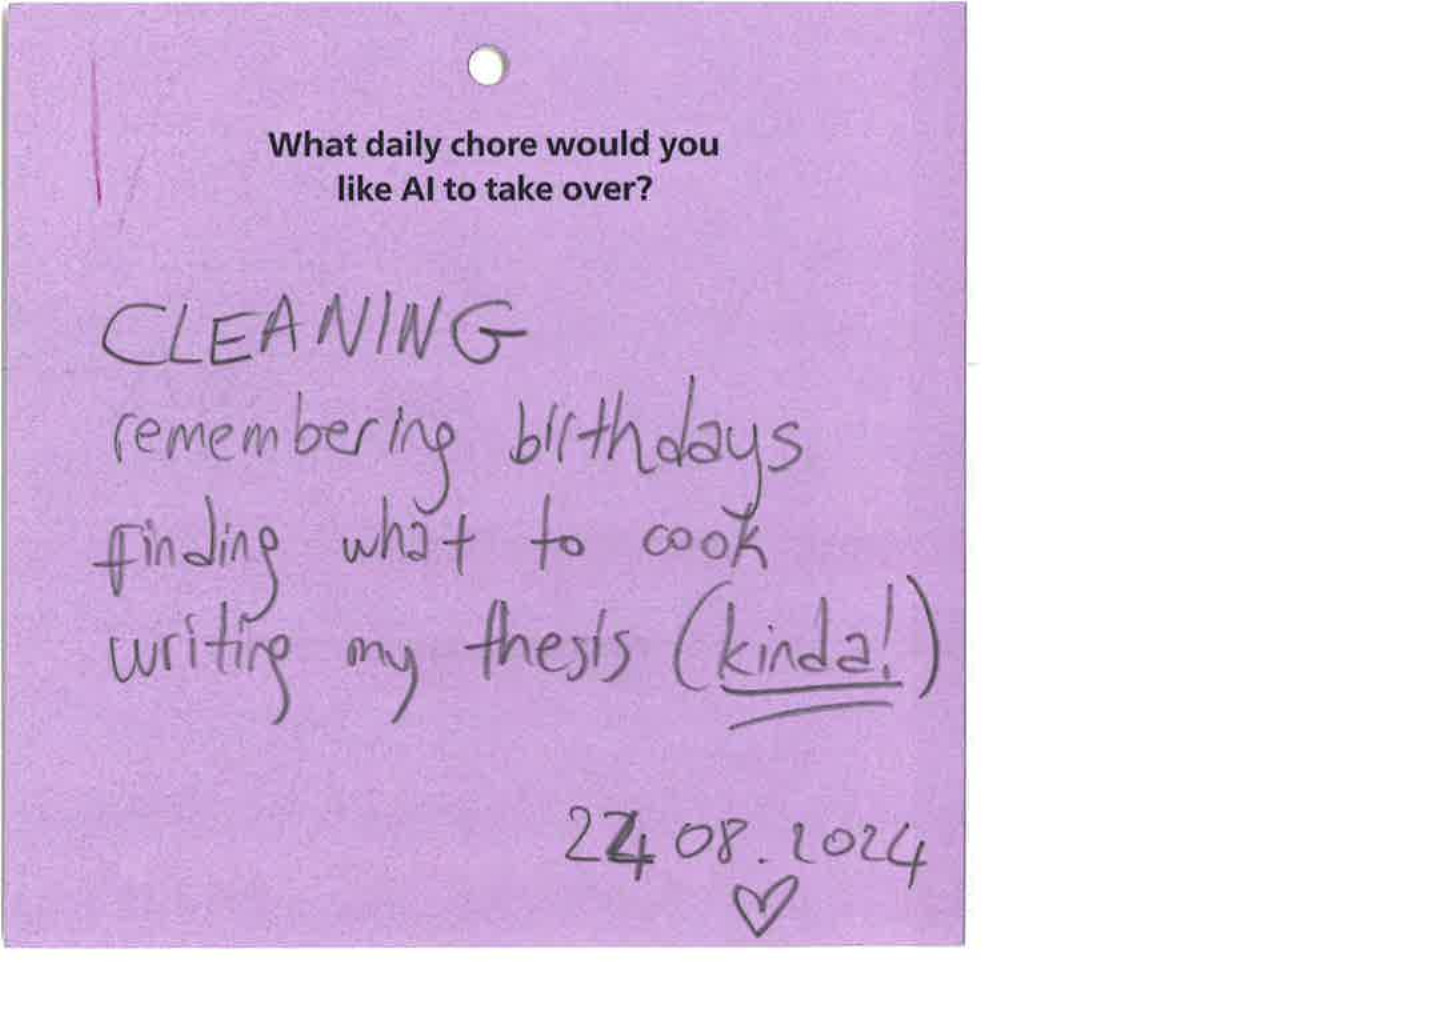 What daily chore would you
like AI to take over?
CLEANING
remembering birthdays
finding what to cook
writing my thesis (kinda!)
24 08.2024